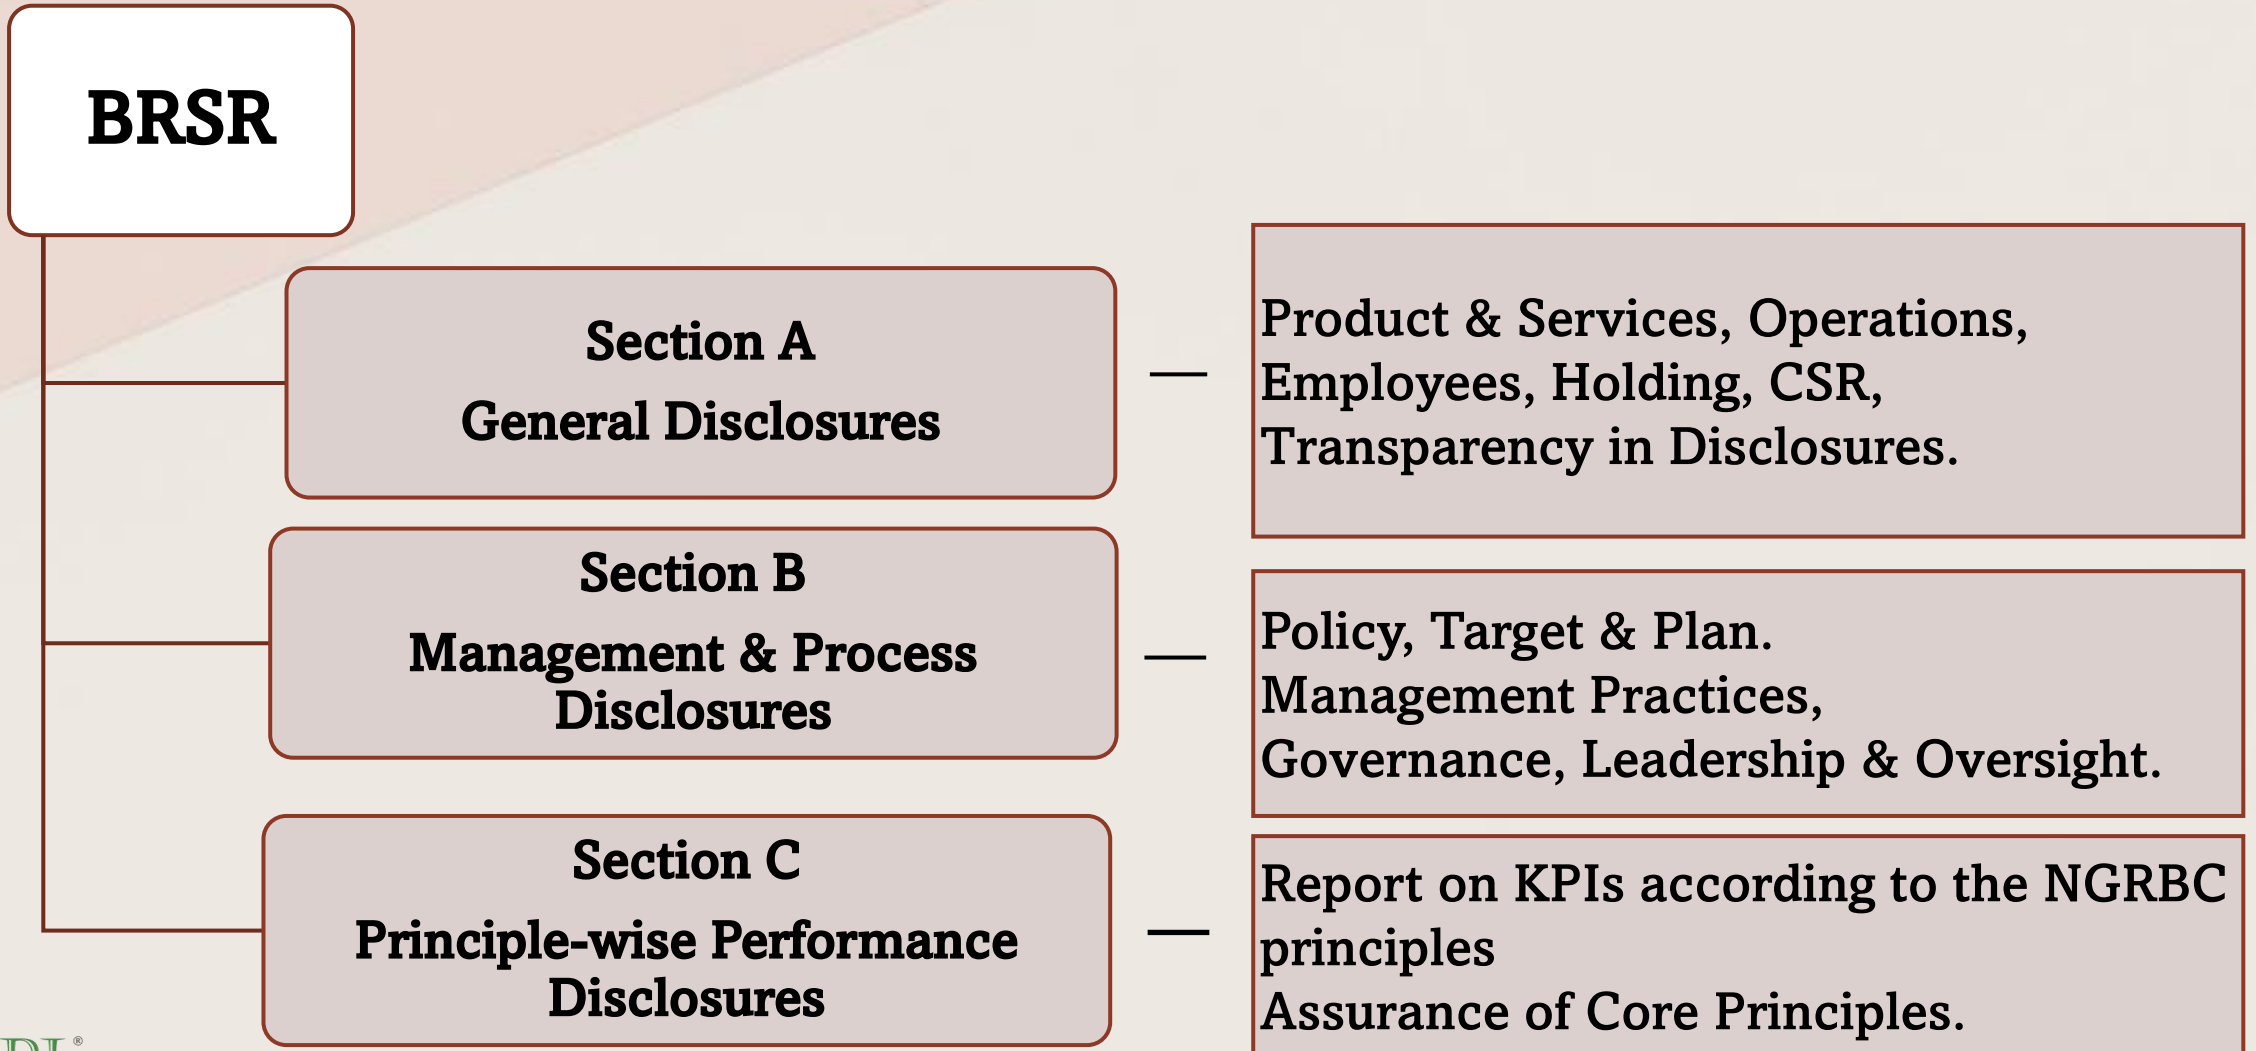 BRSR
Section A
General Disclosures
Product & Services, Operations,
Employees, Holding, CSR,
Transparency in Disclosures.
Section B
Management & Process
Disclosures
Policy, Target & Plan.
Management Practices,
Governance, Leadership & Oversight.
Section C
Principle-wise Performance
Disclosures
Report on KPIs according to the NGRBC
principles
Assurance of Core Principles.